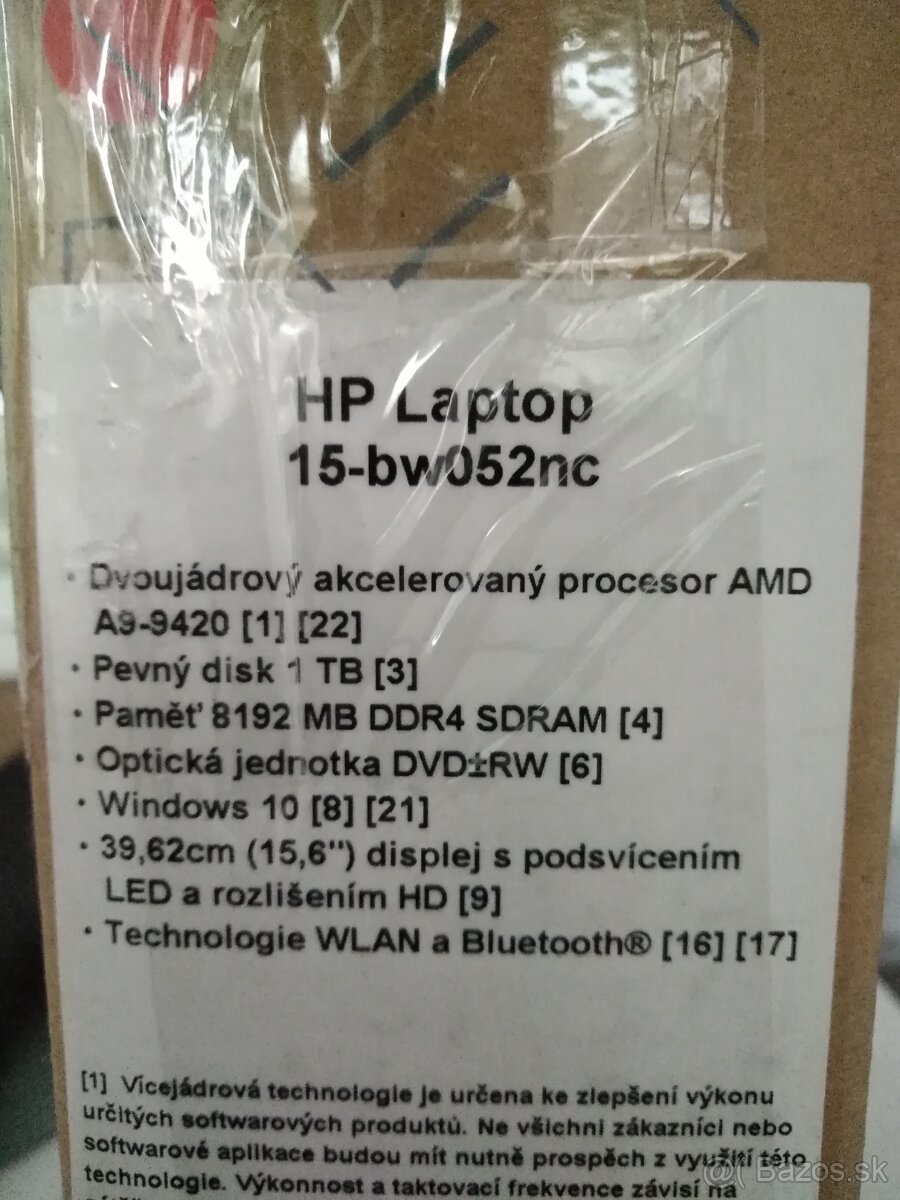 HP Laptop
15-bw052nc
• Dvoujádrový akcelerovaný procesor AMD
A9-9420 [1] [22]
• Pevný disk 1 TB [3]
• Paměť 8192 MB DDR4 SDRAM [4]
• Optická jednotka DVD±RW [6]
• Windows 10 [8] [21]
• 39,62cm (15,6") displej s podsvícením
LED a rozlišením HD [9]
• Technologie WLAN a Bluetooth® [16] [17]
[1] Vícejádrová technologie je určena ke zlepšení výkonu
určitých softwarových produktů. Ne všichni zákazníci nebo
softwarové aplikace budou mít nutně prospěch z využití této
technologie. Výkonnost a taktovací frekvence závisí na
Bazos.sk